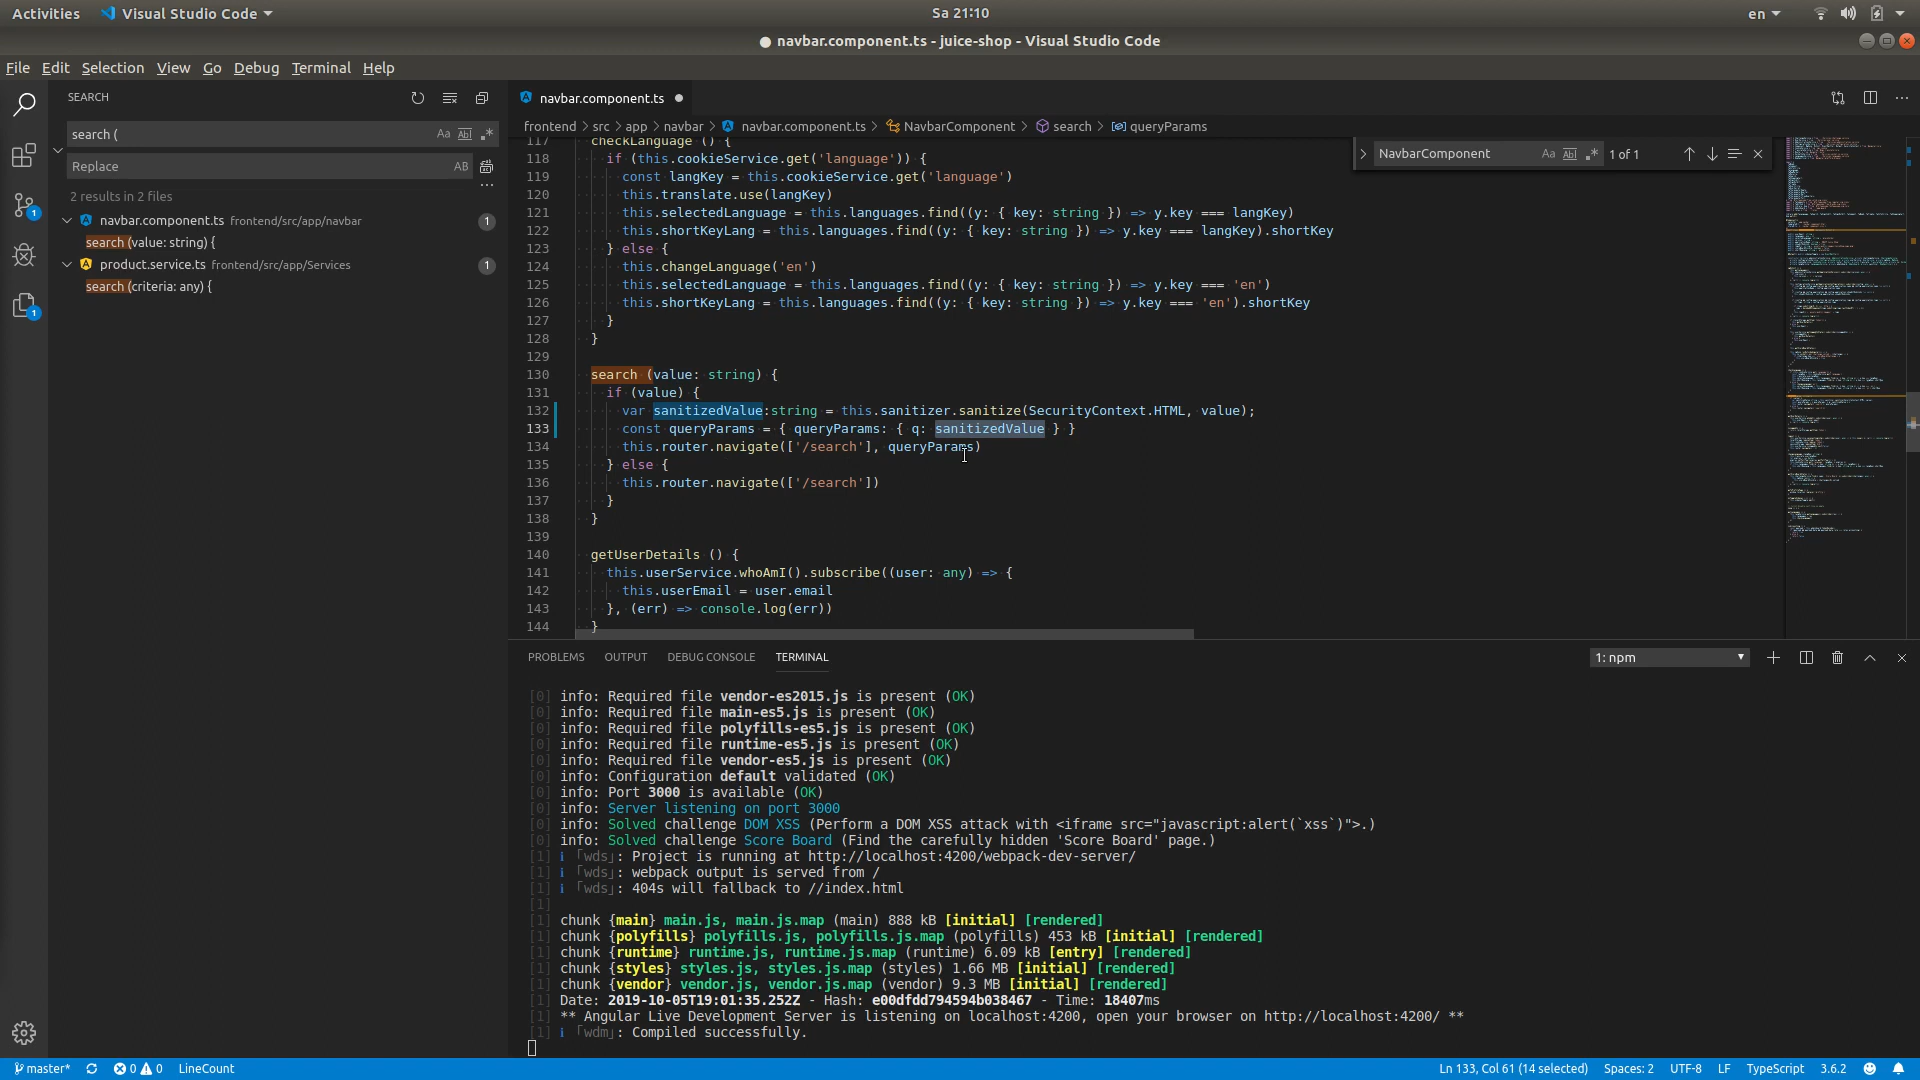 Activities
Visual Studio Code
Sa 21:10
en
● navbar.component.ts - juice-shop - Visual Studio Code
File Edit Selection View Go Debug Terminal Help
SEARCH
search (
Aa Abl .*
Replace
AB
2 results in 2 files
navbar.component.ts frontend/src/app/navbar 1
search (value: string) {
product.service.ts frontend/src/app/Services 1
search (criteria: any) {
1
1
navbar.component.ts ●
frontend > src > app > navbar > navbar.component.ts > NavbarComponent > search > queryParams
NavbarComponent Aa Abl .* 1 of 1
117 checkLanguage () {
118 if (this.cookieService.get('language')) {
119 const langKey = this.cookieService.get('language')
120 this.translate.use(langKey)
121 this.selectedLanguage = this.languages.find((y: { key: string }) => y.key === langKey)
122 this.shortKeyLang = this.languages.find((y: { key: string }) => y.key === langKey).shortKey
123 } else {
124 this.changeLanguage('en')
125 this.selectedLanguage = this.languages.find((y: { key: string }) => y.key === 'en')
126 this.shortKeyLang = this.languages.find((y: { key: string }) => y.key === 'en').shortKey
127 }
128 }
129
130 search (value: string) {
131 if (value) {
132 var sanitizedValue:string = this.sanitizer.sanitize(SecurityContext.HTML, value);
133 const queryParams = { queryParams: { q: sanitizedValue } }
134 this.router.navigate(['/search'], queryParams)
135 } else {
136 this.router.navigate(['/search'])
137 }
138 }
139
140 getUserDetails () {
141 this.userService.whoAmI().subscribe((user: any) => {
142 this.userEmail = user.email
143 }, (err) => console.log(err))
144 }
PROBLEMS OUTPUT DEBUG CONSOLE TERMINAL
1: npm
[0] info: Required file vendor-es2015.js is present (OK)
[0] info: Required file main-es5.js is present (OK)
[0] info: Required file polyfills-es5.js is present (OK)
[0] info: Required file runtime-es5.js is present (OK)
[0] info: Required file vendor-es5.js is present (OK)
[0] info: Configuration default validated (OK)
[0] info: Port 3000 is available (OK)
[0] info: Server listening on port 3000
[0] info: Solved challenge DOM XSS (Perform a DOM XSS attack with <iframe src="javascript:alert(`xss`)">.)
[0] info: Solved challenge Score Board (Find the carefully hidden 'Score Board' page.)
[1] ℹ ｢wds｣: Project is running at http://localhost:4200/webpack-dev-server/
[1] ℹ ｢wds｣: webpack output is served from /
[1] ℹ ｢wds｣: 404s will fallback to //index.html
[1]
[1] chunk {main} main.js, main.js.map (main) 888 kB [initial] [rendered]
[1] chunk {polyfills} polyfills.js, polyfills.js.map (polyfills) 453 kB [initial] [rendered]
[1] chunk {runtime} runtime.js, runtime.js.map (runtime) 6.09 kB [entry] [rendered]
[1] chunk {styles} styles.js, styles.js.map (styles) 1.66 MB [initial] [rendered]
[1] chunk {vendor} vendor.js, vendor.js.map (vendor) 9.3 MB [initial] [rendered]
[1] Date: 2019-10-05T19:01:35.252Z - Hash: e00dfdd794594b038467 - Time: 18407ms
[1] ** Angular Live Development Server is listening on localhost:4200, open your browser on http://localhost:4200/ **
[1] ℹ ｢wdm｣: Compiled successfully.
master* 0 0 LineCount
Ln 133, Col 61 (14 selected) Spaces: 2 UTF-8 LF TypeScript 3.6.2